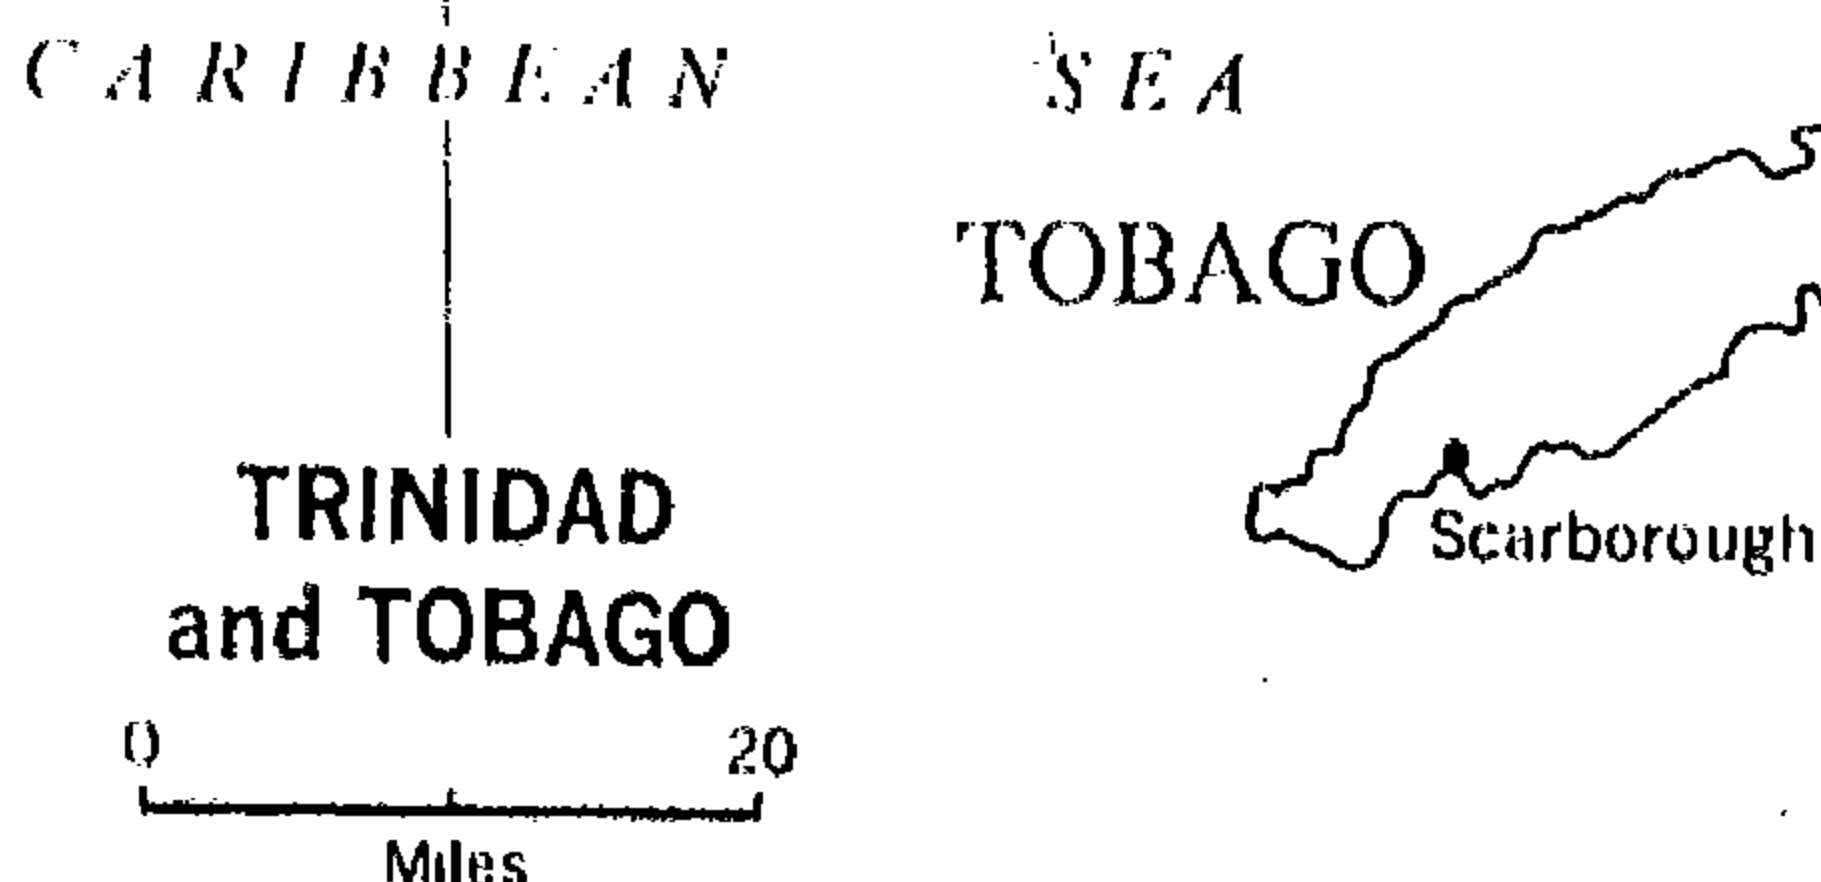 CARIBBEAN SEA
TOBAGO
Scarborough
TRINIDAD
and TOBAGO
0 20
Miles